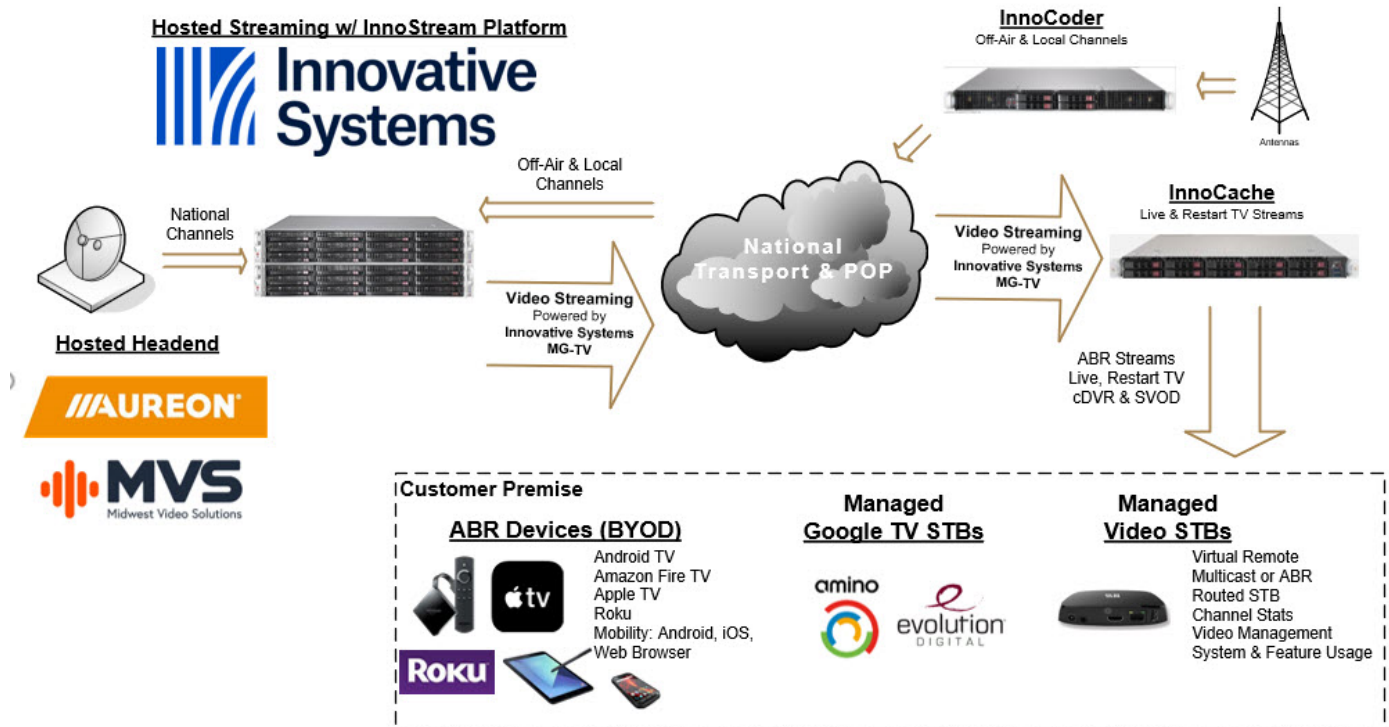 Hosted Streaming w/ InnoStream Platform
Innovative
Systems
InnoCoder
Off-Air & Local Channels
Antennas
Off-Air & Local
Channels
National
Channels
National
Transport & POP
Video Streaming
Powered by
Innovative Systems
MG-TV
InnoCache
Live & Restart TV Streams
Video Streaming
Powered by
Innovative Systems
MG-TV
Hosted Headend
AUREON
MVS
Midwest Video Solutions
ABR Streams
Live, Restart TV
cDVR & SVOD
Customer Premise
ABR Devices (BYOD)
Android TV
Amazon Fire TV
Apple TV
Roku
Mobility: Android, iOS,
Web Browser
tv
ROKU
Managed
Google TV STBs
amino
evolution
DIGITAL
Managed
Video STBs
Virtual Remote
Multicast or ABR
Routed STB
Channel Stats
Video Management
System & Feature Usage